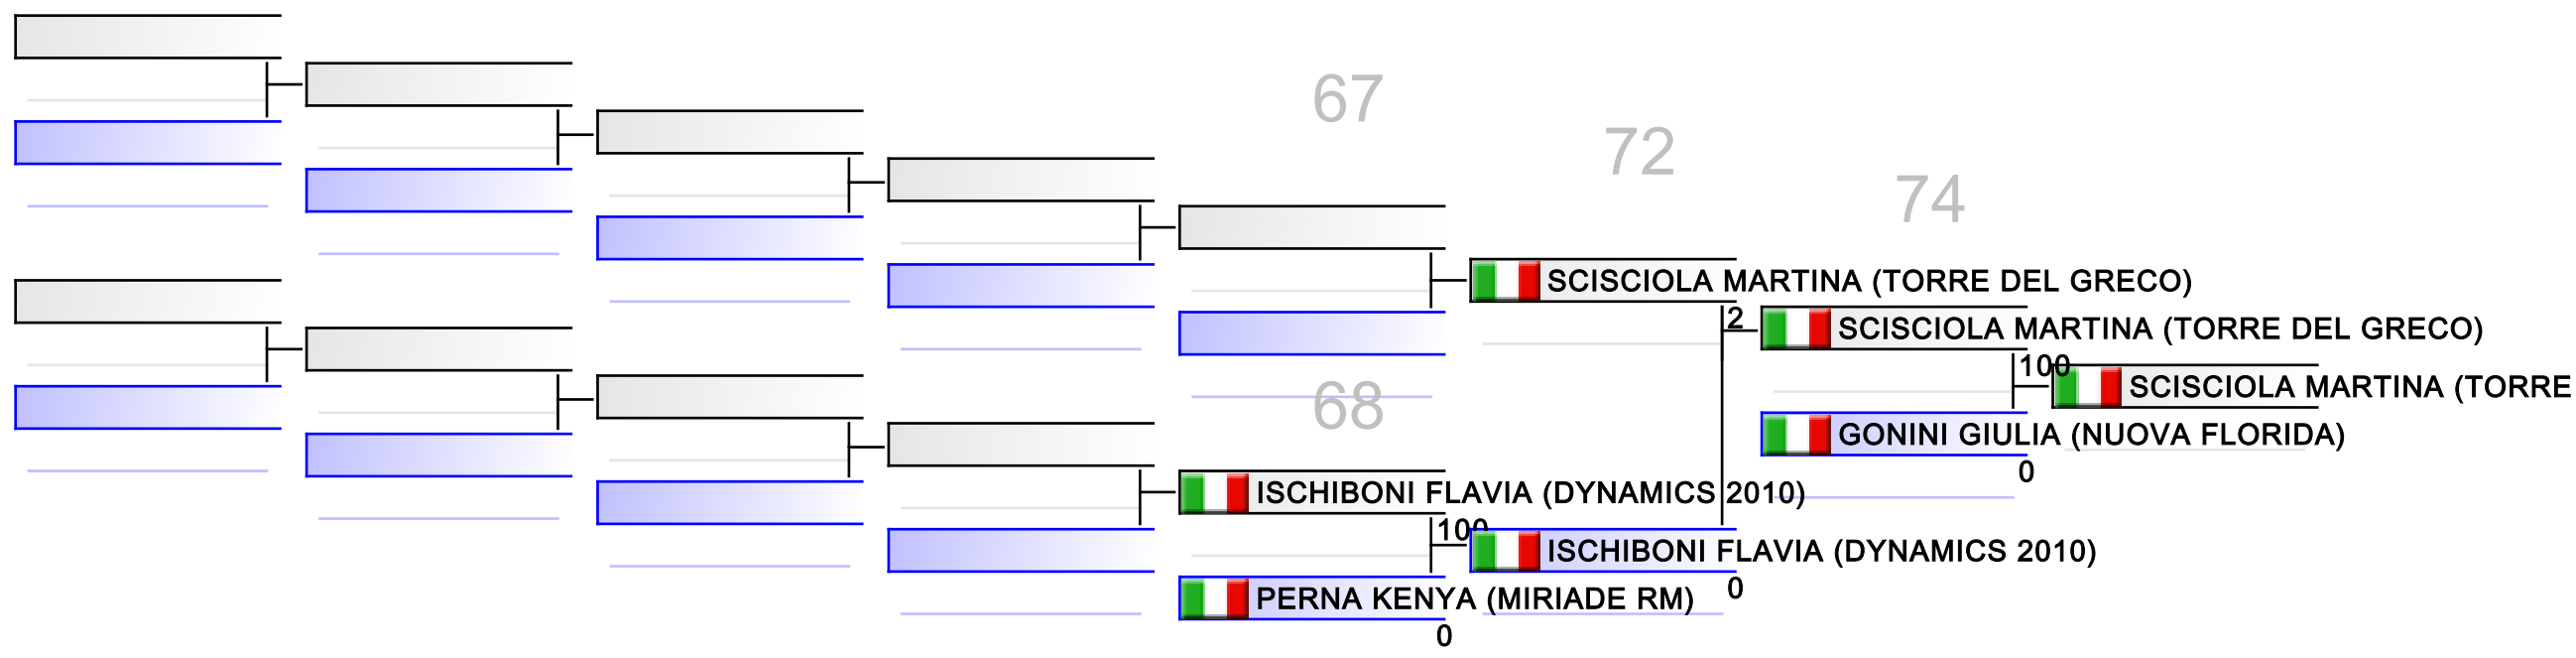 67
72
74
SCISCIOLA MARTINA (TORRE DEL GRECO)
2
SCISCIOLA MARTINA (TORRE DEL GRECO)
100
SCISCIOLA MARTINA (TORRE
68
GONINI GIULIA (NUOVA FLORIDA)
0
ISCHIBONI FLAVIA (DYNAMICS 2010)
100
ISCHIBONI FLAVIA (DYNAMICS 2010)
0
PERNA KENYA (MIRIADE RM)
0